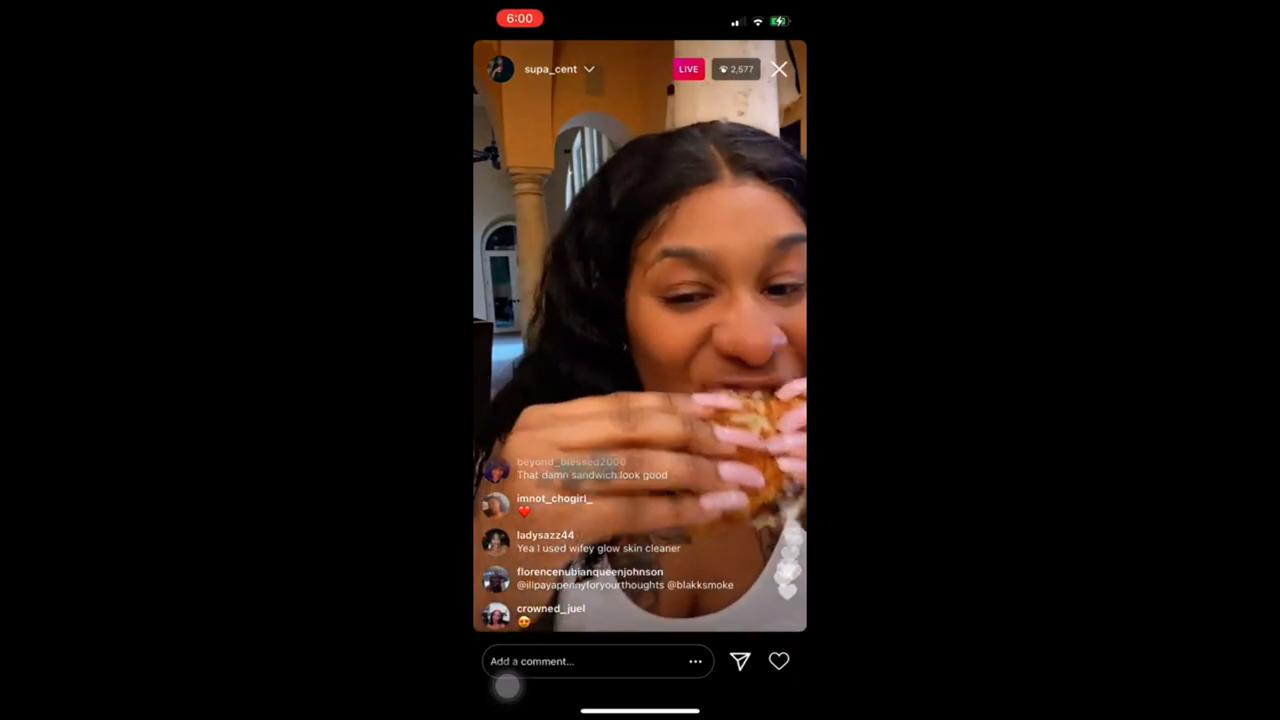 6:00
supa_cent
LIVE
2,577
beyond_blessed2000
That damn sandwich look good
imnot_chogirl_
❤️
ladysazz44
Yea I used wifey glow skin cleaner
florencenubianqueenjohnson
@illpayapennyforyourthoughts @blakksmoke
crowned_juel
😍
Add a comment...